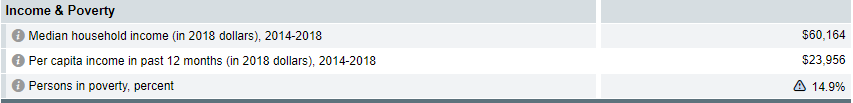 Income & Poverty
Median household income (in 2018 dollars), 2014-2018 $60,164
Per capita income in past 12 months (in 2018 dollars), 2014-2018 $23,956
Persons in poverty, percent 14.9%